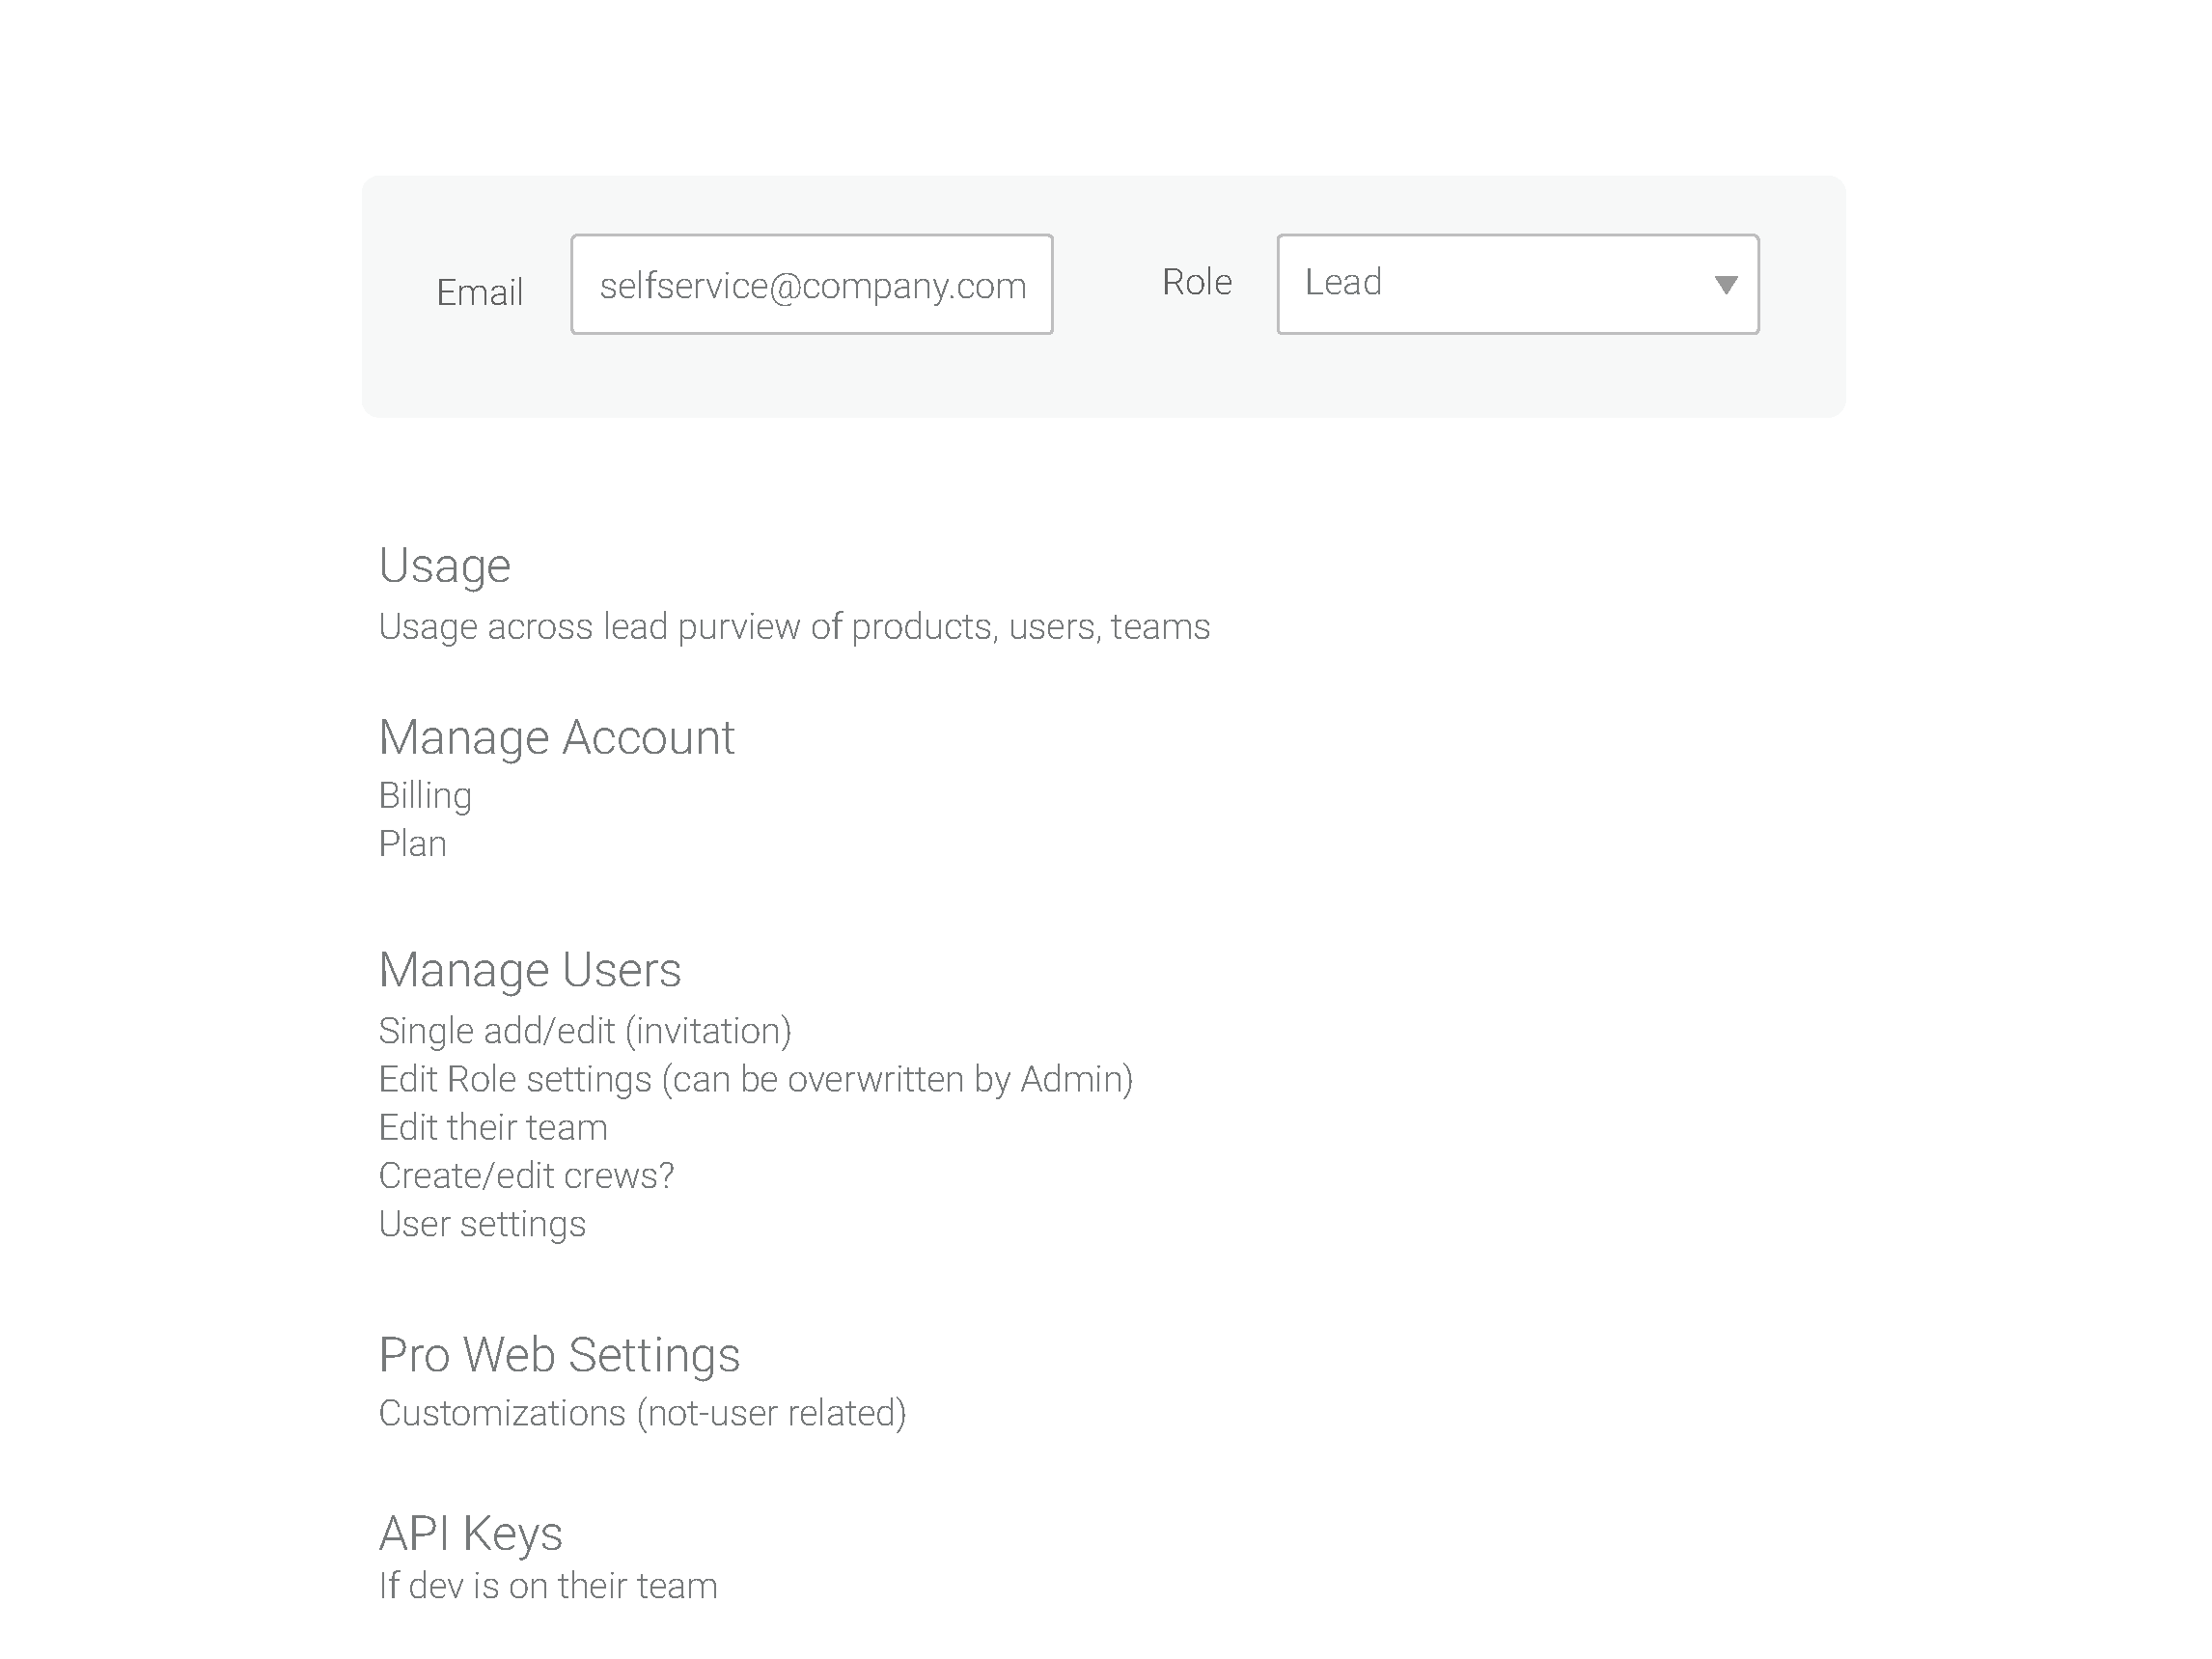 Email
selfservice@company.com
Role
Lead
Usage
Usage across lead purview of products, users, teams
Manage Account
Billing
Plan
Manage Users
Single add/edit (invitation)
Edit Role settings (can be overwritten by Admin)
Edit their team
Create/edit crews?
User settings
Pro Web Settings
Customizations (not-user related)
API Keys
If dev is on their team